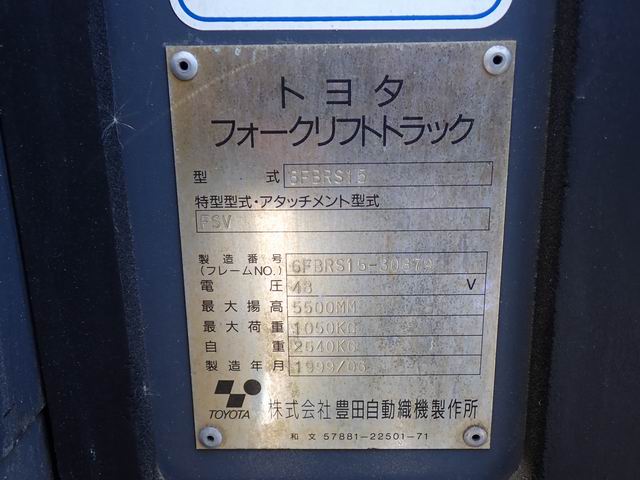 トヨタ
フォークリフトトラック
型 式 6FBRS15
特型型式・アタッチメント型式
FSV
製造番号 6FBRS15-30879
(フレームNO.)
電 圧 48 V
最大揚高 5500MM
最大荷重 1050KG
自 重 2540KG
製造年月 1999/06
TOYOTA 株式会社豊田自動織機製作所
和文 57881-22501-71